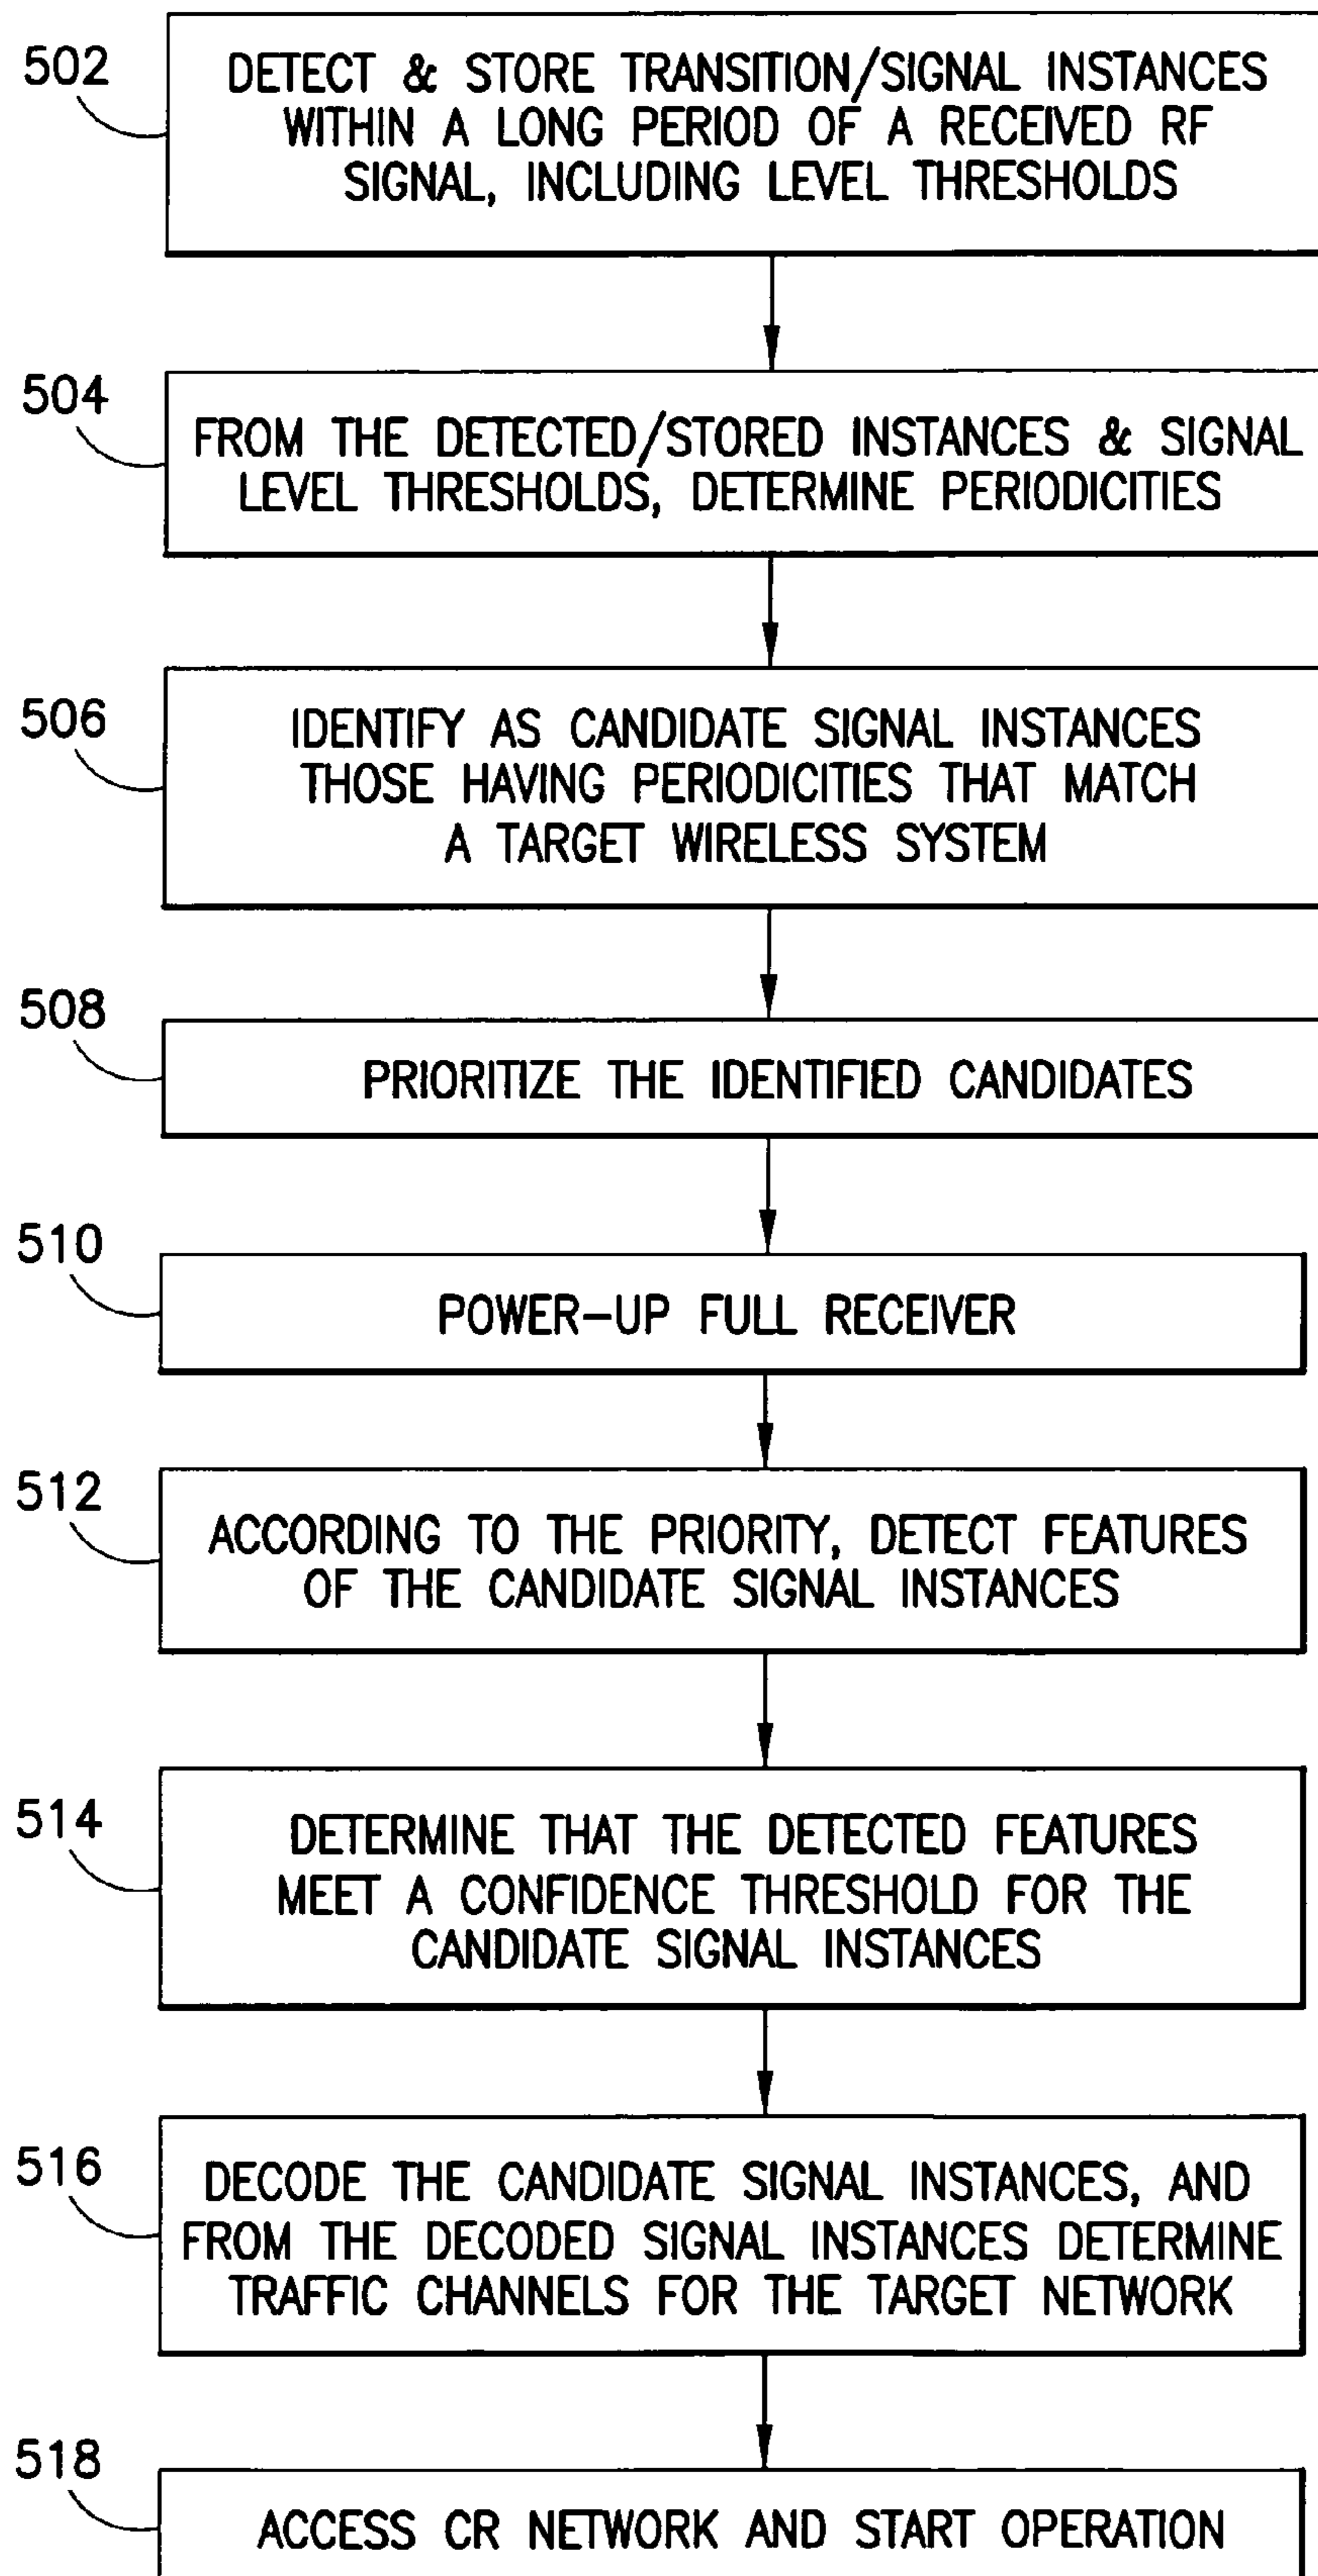 502
DETECT & STORE TRANSITION/SIGNAL INSTANCES
WITHIN A LONG PERIOD OF A RECEIVED RF
SIGNAL, INCLUDING LEVEL THRESHOLDS
504
FROM THE DETECTED/STORED INSTANCES & SIGNAL
LEVEL THRESHOLDS, DETERMINE PERIODICITIES
506
IDENTIFY AS CANDIDATE SIGNAL INSTANCES
THOSE HAVING PERIODICITIES THAT MATCH
A TARGET WIRELESS SYSTEM
508
PRIORITIZE THE IDENTIFIED CANDIDATES
510
POWER-UP FULL RECEIVER
512
ACCORDING TO THE PRIORITY, DETECT FEATURES
OF THE CANDIDATE SIGNAL INSTANCES
514
DETERMINE THAT THE DETECTED FEATURES
MEET A CONFIDENCE THRESHOLD FOR THE
CANDIDATE SIGNAL INSTANCES
516
DECODE THE CANDIDATE SIGNAL INSTANCES, AND
FROM THE DECODED SIGNAL INSTANCES DETERMINE
TRAFFIC CHANNELS FOR THE TARGET NETWORK
518
ACCESS CR NETWORK AND START OPERATION